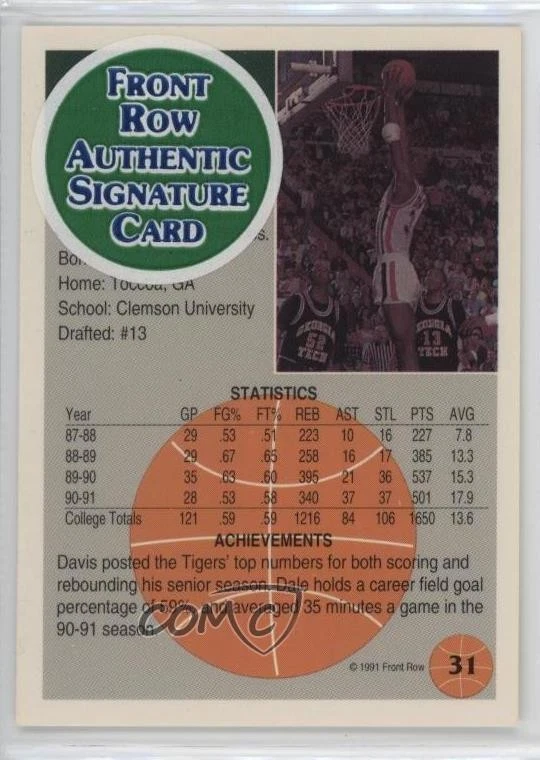 FRONT
ROW
AUTHENTIC
SIGNATURE
CARD
Home: Toccoa, GA
School: Clemson University
Drafted: #13
GEORGIA
TECH
52
GEORGIA
TECH
13
STATISTICS
Year GP FG% FT% REB AST STL PTS AVG
87-88 29 .53 .51 223 10 16 227 7.8
88-89 29 .67 .65 258 16 17 385 13.3
89-90 35 .63 .60 395 21 36 537 15.3
90-91 28 .53 .58 340 37 37 501 17.9
College Totals 121 .59 .59 1216 84 106 1650 13.6
ACHIEVEMENTS
Davis posted the Tigers' top numbers for both scoring and
rebounding his senior season. Dale holds a career field goal
percentage of 59% and averaged 35 minutes a game in the
90-91 season.
COMC
© 1991 Front Row
31